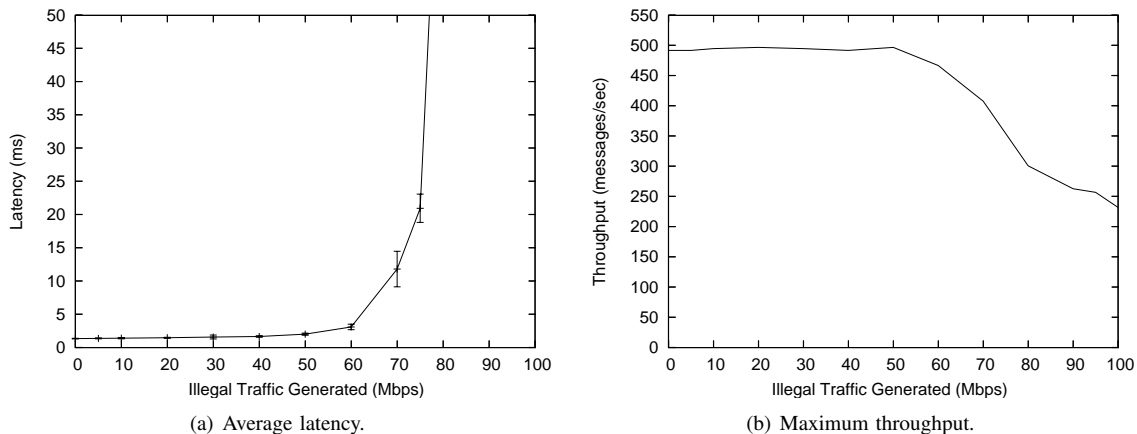 50
45
40
35
30
25
20
15
10
5
0
Latency (ms)
0 10 20 30 40 50 60 70 80 90 100
Illegal Traffic Generated (Mbps)
(a) Average latency.
550
500
450
400
350
300
250
200
150
100
50
0
Throughput (messages/sec)
0 10 20 30 40 50 60 70 80 90 100
Illegal Traffic Generated (Mbps)
(b) Maximum throughput.